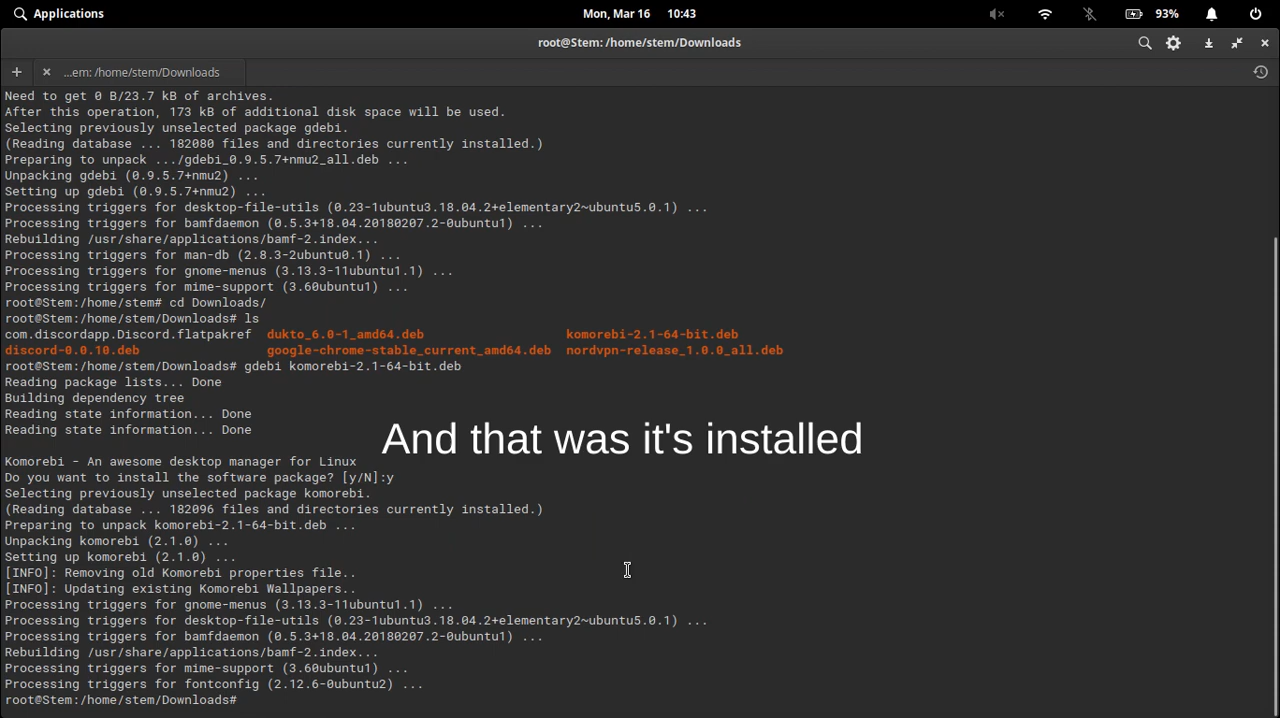 Applications
Mon, Mar 16 10:43
93%
root@Stem: /home/stem/Downloads
...em: /home/stem/Downloads
Need to get 0 B/23.7 kB of archives.
After this operation, 173 kB of additional disk space will be used.
Selecting previously unselected package gdebi.
(Reading database ... 182080 files and directories currently installed.)
Preparing to unpack .../gdebi_0.9.5.7+nmu2_all.deb ...
Unpacking gdebi (0.9.5.7+nmu2) ...
Setting up gdebi (0.9.5.7+nmu2) ...
Processing triggers for desktop-file-utils (0.23-1ubuntu3.18.04.2+elementary2~ubuntu5.0.1) ...
Processing triggers for bamfdaemon (0.5.3+18.04.20180207.2-0ubuntu1) ...
Rebuilding /usr/share/applications/bamf-2.index...
Processing triggers for man-db (2.8.3-2ubuntu0.1) ...
Processing triggers for gnome-menus (3.13.3-11ubuntu1.1) ...
Processing triggers for mime-support (3.60ubuntu1) ...
root@Stem:/home/stem# cd Downloads/
root@Stem:/home/stem/Downloads# ls
com.discordapp.Discord.flatpakref dukto_6.0-1_amd64.deb komorebi-2.1-64-bit.deb
discord-0.0.10.deb google-chrome-stable_current_amd64.deb nordvpn-release_1.0.0_all.deb
root@Stem:/home/stem/Downloads# gdebi komorebi-2.1-64-bit.deb
Reading package lists... Done
Building dependency tree
Reading state information... Done
Reading state information... Done
And that was it's installed
Komorebi - An awesome desktop manager for Linux
Do you want to install the software package? [y/N]:y
Selecting previously unselected package komorebi.
(Reading database ... 182096 files and directories currently installed.)
Preparing to unpack komorebi-2.1-64-bit.deb ...
Unpacking komorebi (2.1.0) ...
Setting up komorebi (2.1.0) ...
[INFO]: Removing old Komorebi properties file..
[INFO]: Updating existing Komorebi Wallpapers..
Processing triggers for gnome-menus (3.13.3-11ubuntu1.1) ...
Processing triggers for desktop-file-utils (0.23-1ubuntu3.18.04.2+elementary2~ubuntu5.0.1) ...
Processing triggers for bamfdaemon (0.5.3+18.04.20180207.2-0ubuntu1) ...
Rebuilding /usr/share/applications/bamf-2.index...
Processing triggers for mime-support (3.60ubuntu1) ...
Processing triggers for fontconfig (2.12.6-0ubuntu2) ...
root@Stem:/home/stem/Downloads#